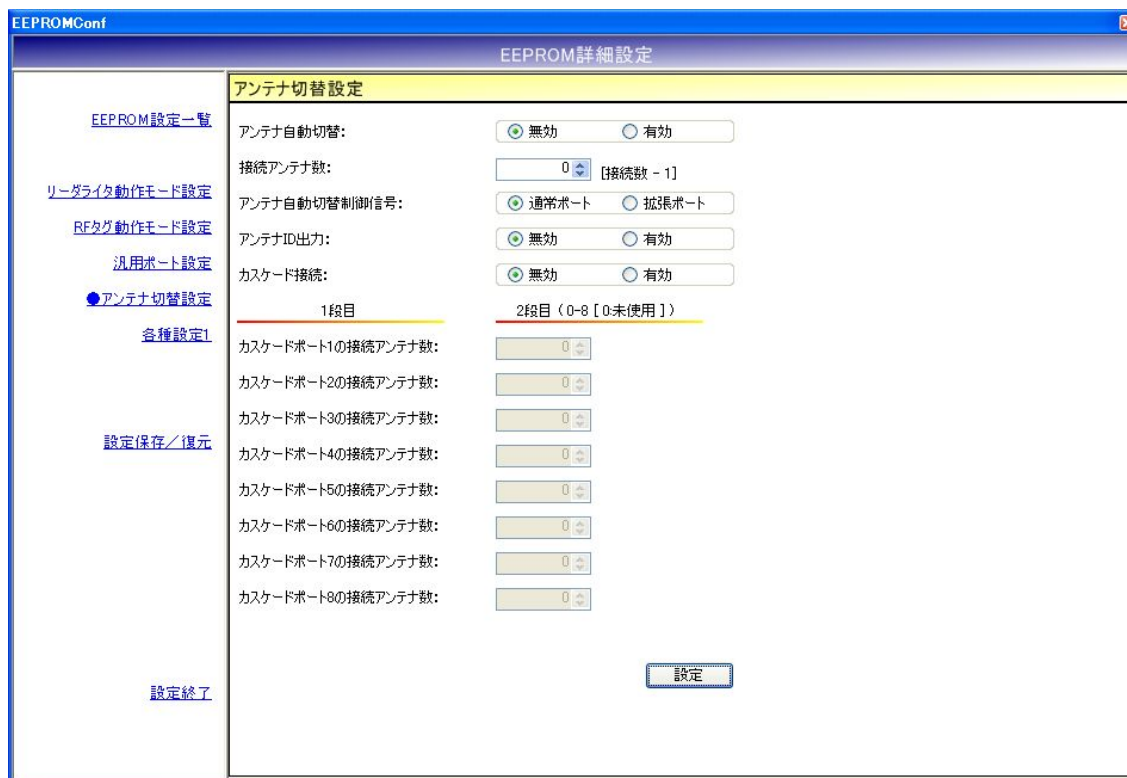 EEPROMConf
EEPROM詳細設定
EEPROM設定一覧
リーダライタ動作モード設定
RFタグ動作モード設定
汎用ポート設定
●アンテナ切替設定
各種設定1
設定保存／復元
設定終了
アンテナ切替設定
アンテナ自動切替: 無効 有効
接続アンテナ数: 0 [接続数 - 1]
アンテナ自動切替制御信号: 通常ポート 拡張ポート
アンテナID出力: 無効 有効
カスケード接続: 無効 有効
1段目 2段目（0-8 [ 0:未使用 ]）
カスケードポート1の接続アンテナ数: 0
カスケードポート2の接続アンテナ数: 0
カスケードポート3の接続アンテナ数: 0
カスケードポート4の接続アンテナ数: 0
カスケードポート5の接続アンテナ数: 0
カスケードポート6の接続アンテナ数: 0
カスケードポート7の接続アンテナ数: 0
カスケードポート8の接続アンテナ数: 0
設定